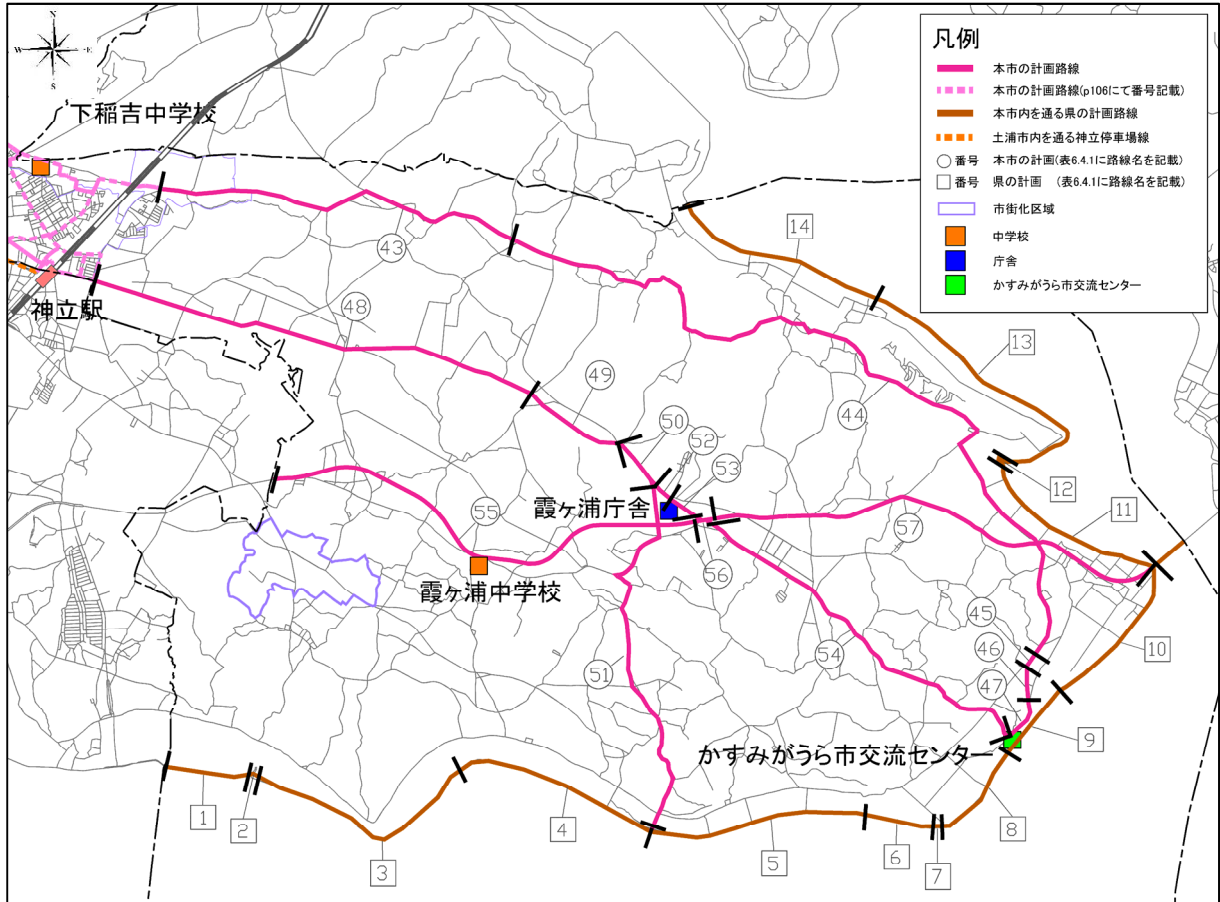 N
W
E
S
凡例
本市の計画路線
本市の計画路線(p106にて番号記載)
本市内を通る県の計画路線
土浦市内を通る神立停車場線
番号 本市の計画(表6.4.1に路線名を記載)
番号 県の計画 (表6.4.1に路線名を記載)
市街化区域
中学校
庁舎
かすみがうら市交流センター
下稲吉中学校
神立駅
霞ヶ浦庁舎
霞ヶ浦中学校
かすみがうら市交流センター
14
43
48
13
49
44
50
52
53
12
11
55
57
56
45
46
10
54
51
47
9
1
2
3
4
5
6
7
8